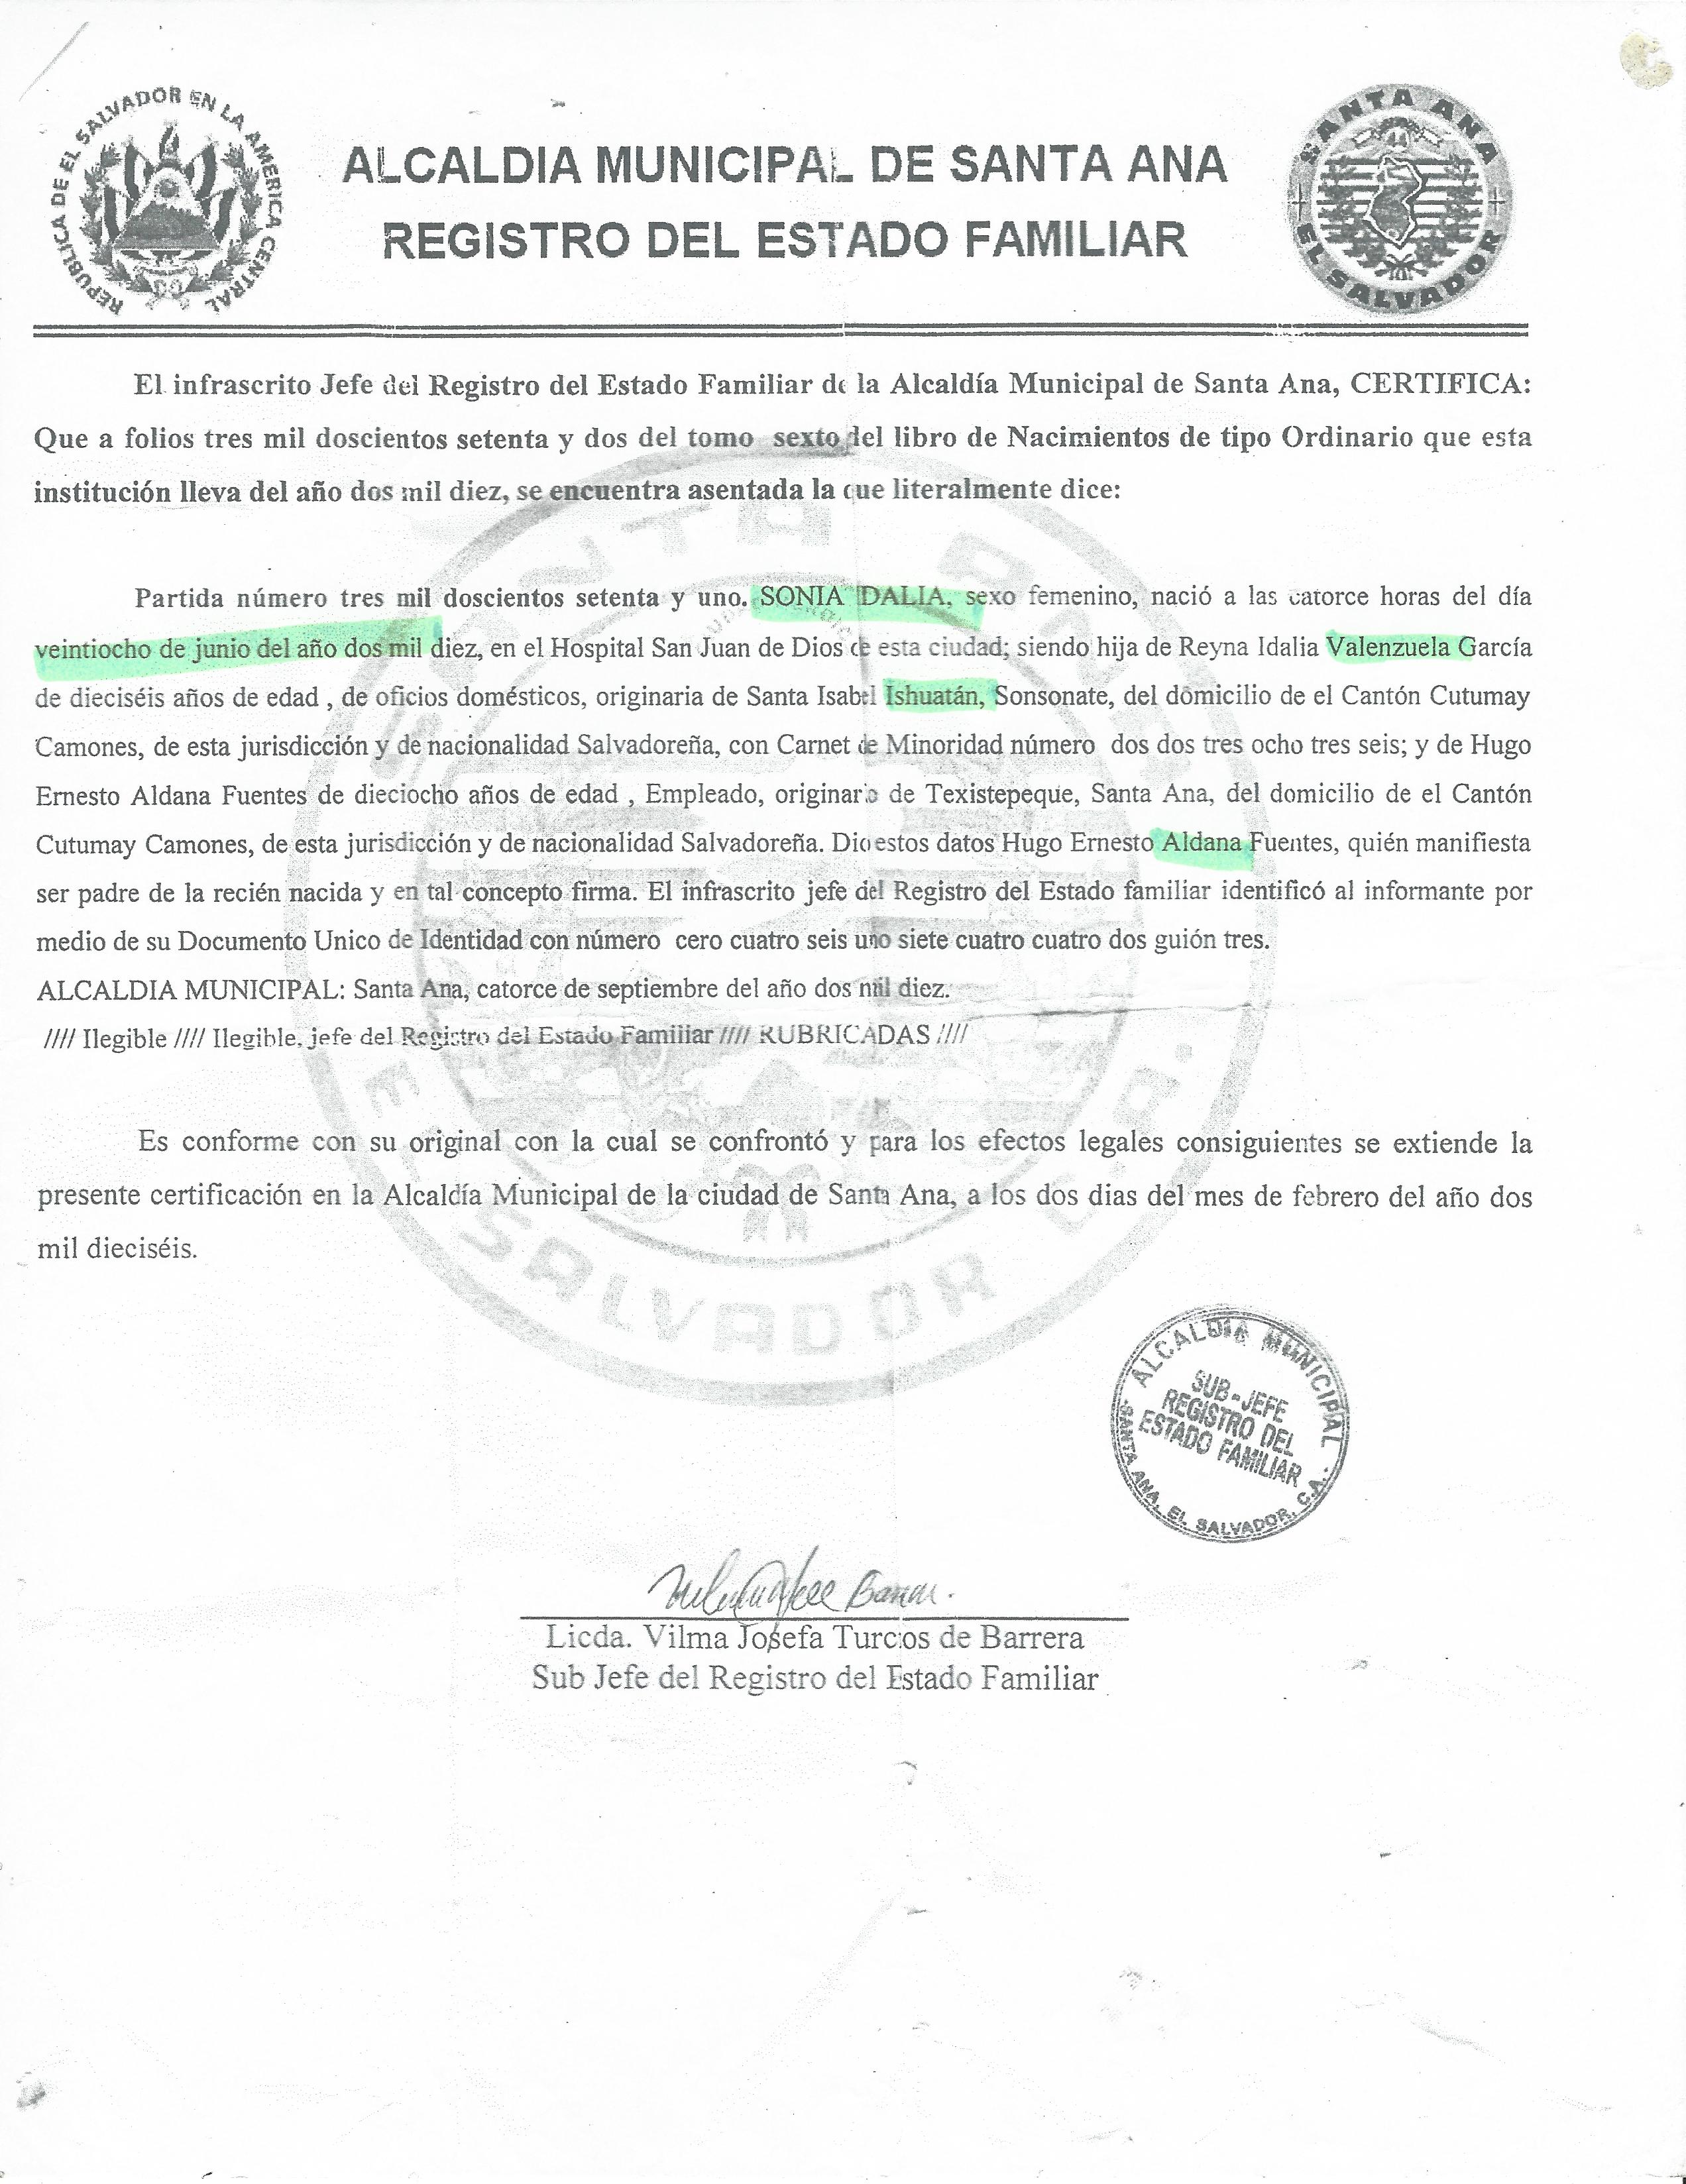 REPUBLICA DE EL SALVADOR EN LA AMERICA CENTRAL
ALCALDIA MUNICIPAL DE SANTA ANA
REGISTRO DEL ESTADO FAMILIAR
SANTA ANA
EL SALVADOR
El infrascrito Jefe del Registro del Estado Familiar de la Alcaldía Municipal de Santa Ana, CERTIFICA:
Que a folios tres mil doscientos setenta y dos del tomo sexto del libro de Nacimientos de tipo Ordinario que esta
institución lleva del año dos mil diez, se encuentra asentada la que literalmente dice:
Partida número tres mil doscientos setenta y uno. SONIA DALIA, sexo femenino, nació a las catorce horas del día
veintiocho de junio del año dos mil diez, en el Hospital San Juan de Dios de esta ciudad; siendo hija de Reyna Idalia Valenzuela García
de dieciséis años de edad , de oficios domésticos, originaria de Santa Isabel Ishuatán, Sonsonate, del domicilio de el Cantón Cutumay
Camones, de esta jurisdicción y de nacionalidad Salvadoreña, con Carnet de Minoridad número dos dos tres ocho tres seis; y de Hugo
Ernesto Aldana Fuentes de dieciocho años de edad , Empleado, originario de Texistepeque, Santa Ana, del domicilio de el Cantón
Cutumay Camones, de esta jurisdicción y de nacionalidad Salvadoreña. Dio estos datos Hugo Ernesto Aldana Fuentes, quién manifiesta
ser padre de la recién nacida y en tal concepto firma. El infrascrito jefe del Registro del Estado familiar identificó al informante por
medio de su Documento Unico de Identidad con número cero cuatro seis uno siete cuatro cuatro dos guión tres.
ALCALDIA MUNICIPAL: Santa Ana, catorce de septiembre del año dos mil diez.
//// Ilegible //// Ilegible, jefe del Registro del Estado Familiar //// RUBRICADAS ////
Es conforme con su original con la cual se confrontó y para los efectos legales consiguientes se extiende la
presente certificación en la Alcaldía Municipal de la ciudad de Santa Ana, a los dos dias del mes de febrero del año dos
mil dieciséis.
ALCALDIA MUNICIPAL
SUB-JEFE
REGISTRO DEL
ESTADO FAMILIAR
SANTA ANA, EL SALVADOR, C.A.
Licda. Vilma Josefa Turcios de Barrera
Sub Jefe del Registro del Estado Familiar